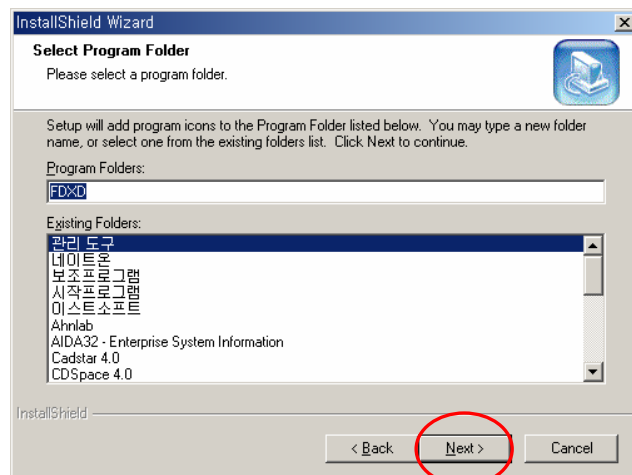 InstallShield Wizard
Select Program Folder
Please select a program folder.
Setup will add program icons to the Program Folder listed below. You may type a new folder
name, or select one from the existing folders list. Click Next to continue.
Program Folders:
FDXD
Existing Folders:
관리 도구
네이트온
보조프로그램
시작프로그램
이스트소프트
Ahnlab
AIDA32 - Enterprise System Information
Cadstar 4.0
CDSpace 4.0
InstallShield
< Back Next > Cancel